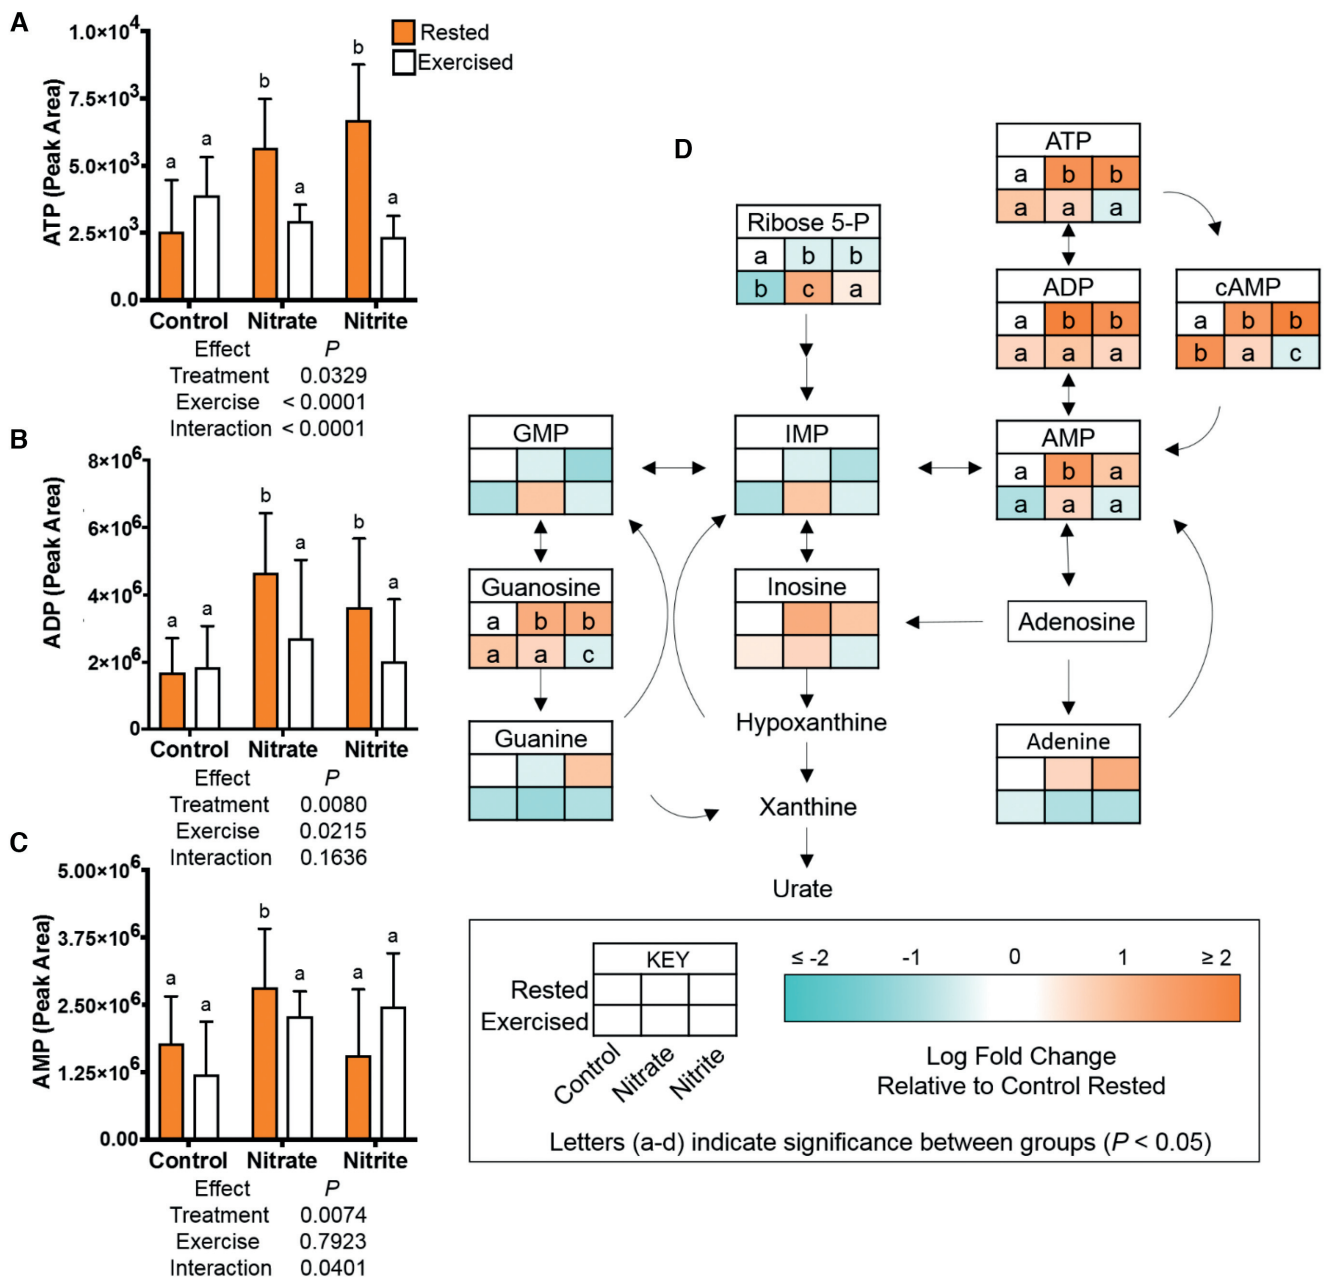 A
1.0×10⁴
7.5×10³
5.0×10³
2.5×10³
0.0
ATP (Peak Area)
a a b a b a
Rested
Exercised
Control Nitrate Nitrite
Effect P
Treatment 0.0329
Exercise < 0.0001
Interaction < 0.0001
B
8×10⁶
6×10⁶
4×10⁶
2×10⁶
0
ADP (Peak Area)
a a b a b a
Control Nitrate Nitrite
Effect P
Treatment 0.0080
Exercise 0.0215
Interaction 0.1636
C
5.00×10⁶
3.75×10⁶
2.50×10⁶
1.25×10⁶
0.00
AMP (Peak Area)
a a b a a a
Control Nitrate Nitrite
Effect P
Treatment 0.0074
Exercise 0.7923
Interaction 0.0401
D
ATP
a b b
a a a
Ribose 5-P
a b b
b c a
ADP
a b b
a a a
cAMP
a b b
b a c
GMP
IMP
AMP
a b a
a a a
Guanosine
a b b
a a c
Inosine
Adenosine
Guanine
Hypoxanthine
Adenine
Xanthine
Urate
KEY
Rested
Exercised
Control Nitrate Nitrite
≤ -2 -1 0 1 ≥ 2
Log Fold Change
Relative to Control Rested
Letters (a-d) indicate significance between groups (P < 0.05)